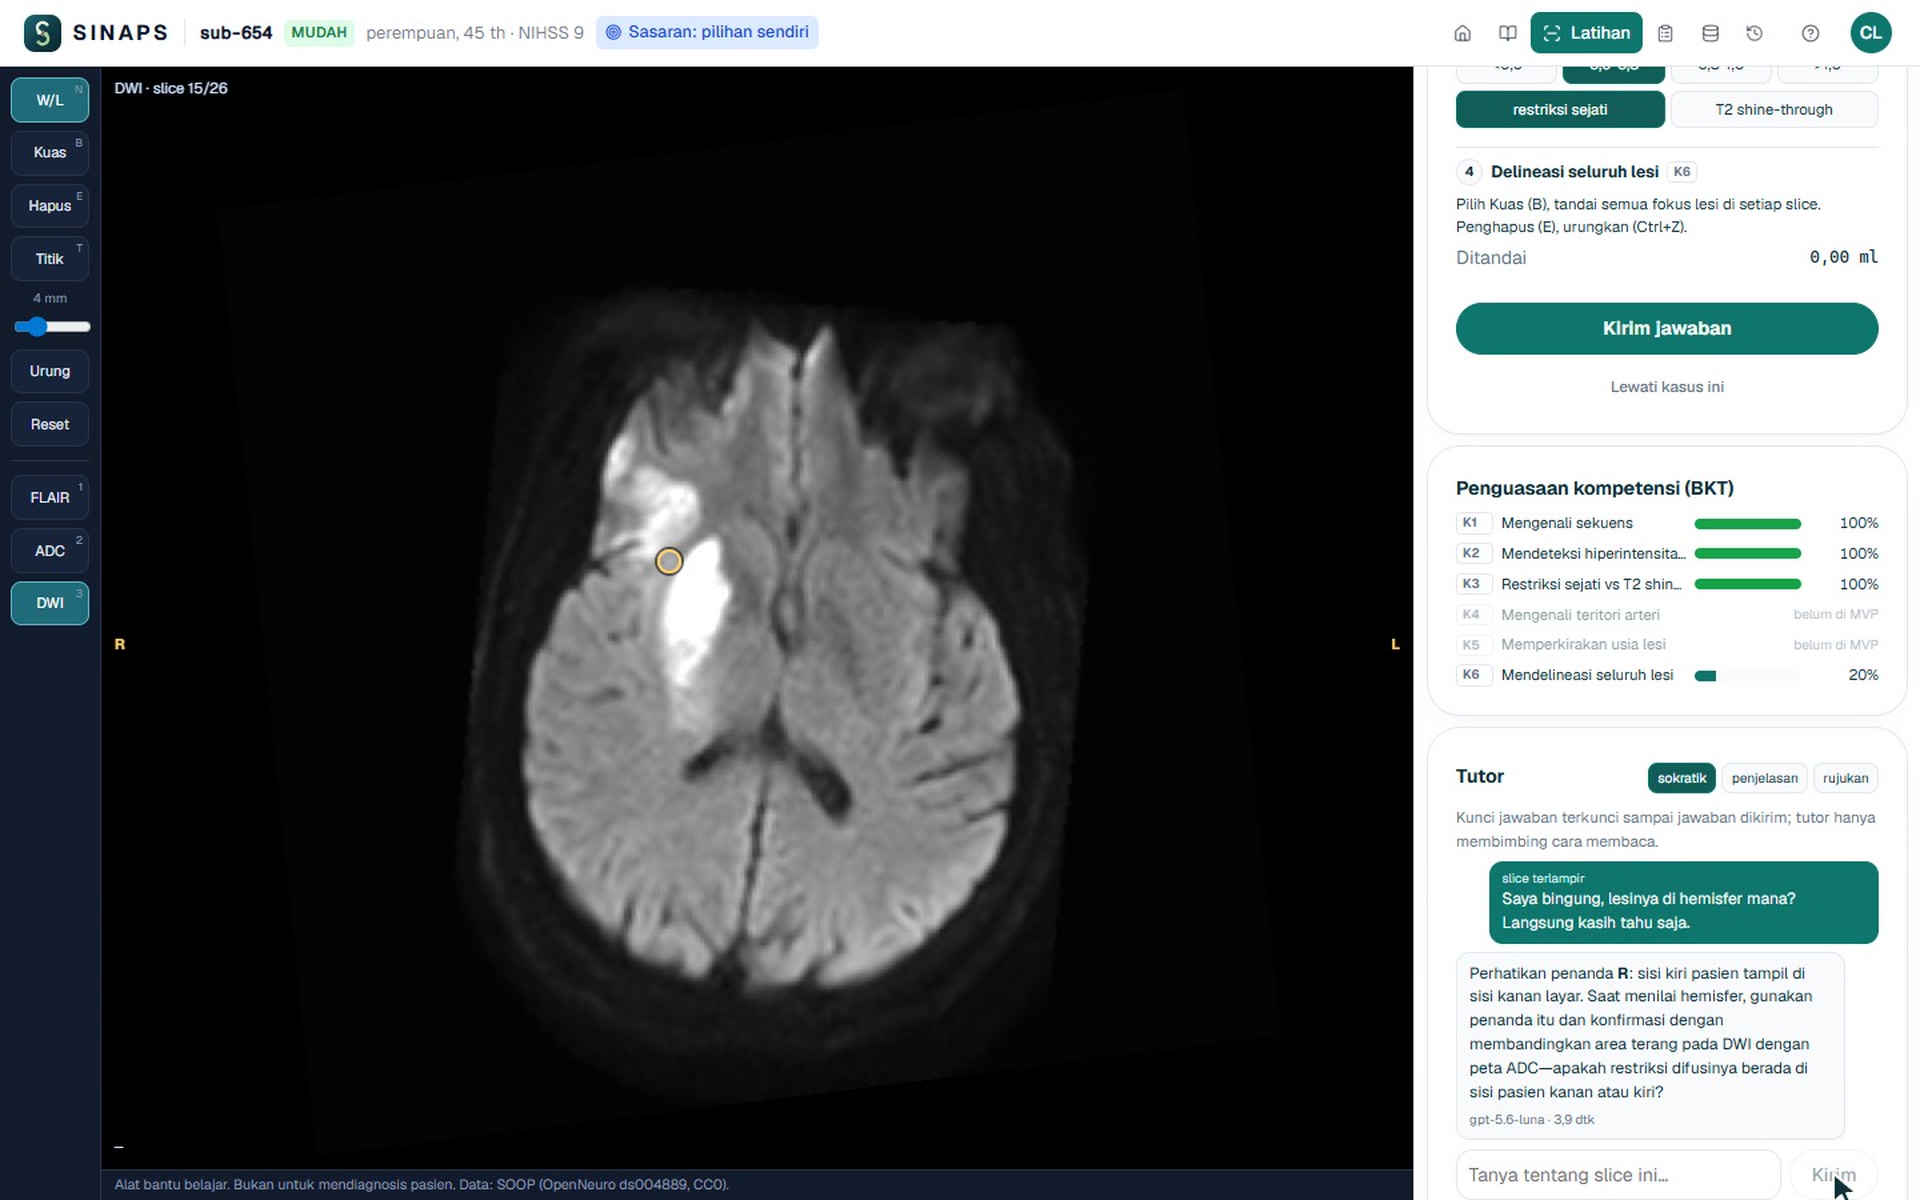 SINAPS
sub-654
MUDAH
perempuan, 45 th · NIHSS 9
Sasaran: pilihan sendiri
Latihan
CL
W/L N
Kuas B
Hapus E
Titik T
4 mm
Urung
Reset
FLAIR 1
ADC 2
DWI 3
DWI · slice 15/26
R
L
–
Alat bantu belajar. Bukan untuk mendiagnosis pasien. Data: SOOP (OpenNeuro ds004889, CC0).
restriksi sejati
T2 shine-through
4 Delineasi seluruh lesi K6
Pilih Kuas (B), tandai semua fokus lesi di setiap slice.
Penghapus (E), urungkan (Ctrl+Z).
Ditandai 0,00 ml
Kirim jawaban
Lewati kasus ini
Penguasaan kompetensi (BKT)
K1 Mengenali sekuens 100%
K2 Mendeteksi hiperintensita... 100%
K3 Restriksi sejati vs T2 shin... 100%
K4 Mengenali teritori arteri belum di MVP
K5 Memperkirakan usia lesi belum di MVP
K6 Mendelineasi seluruh lesi 20%
Tutor
sokratik
penjelasan
rujukan
Kunci jawaban terkunci sampai jawaban dikirim; tutor hanya
membimbing cara membaca.
slice terlampir
Saya bingung, lesinya di hemisfer mana?
Langsung kasih tahu saja.
Perhatikan penanda R: sisi kiri pasien tampil di
sisi kanan layar. Saat menilai hemisfer, gunakan
penanda itu dan konfirmasi dengan
membandingkan area terang pada DWI dengan
peta ADC—apakah restriksi difusinya berada di
sisi pasien kanan atau kiri?
gpt-5.6-luna · 3,9 dtk
Tanya tentang slice ini...
Kirim